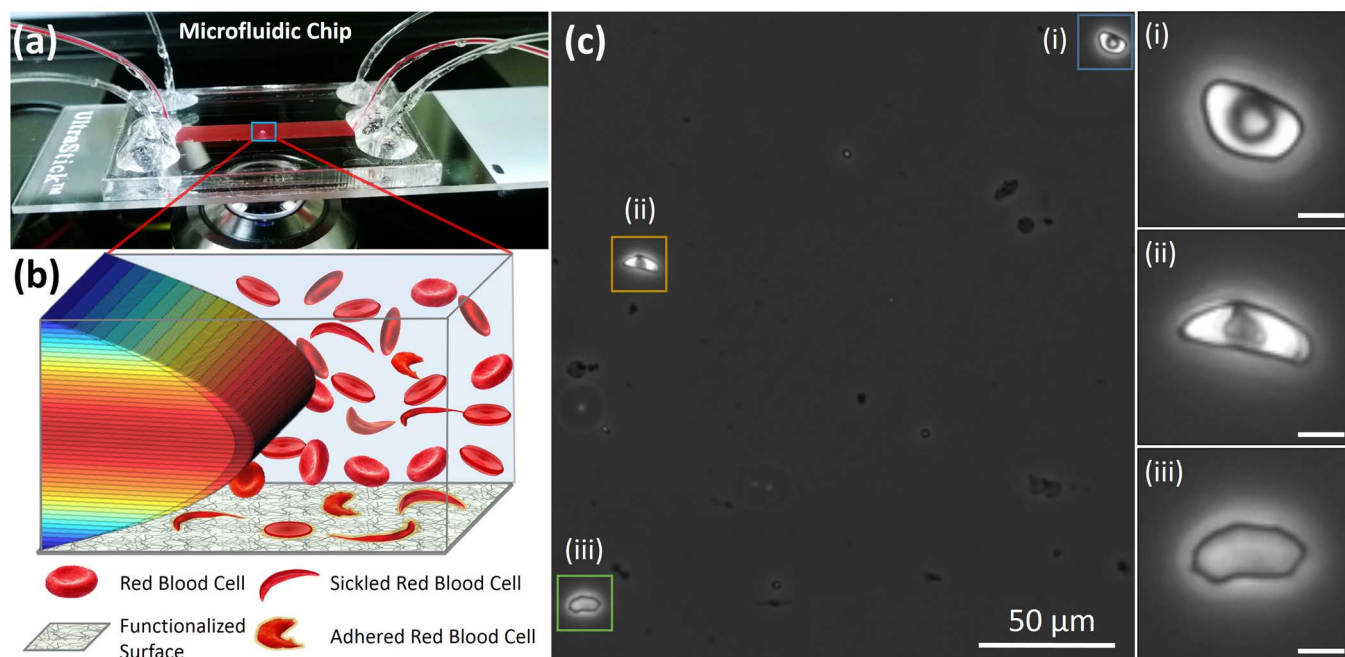 (a)
Microfluidic Chip
UltraStick™
(b)
Red Blood Cell
Sickled Red Blood Cell
Functionalized
Surface
Adhered Red Blood Cell
(c)
(i)
(ii)
(iii)
50 μm
(i)
(ii)
(iii)